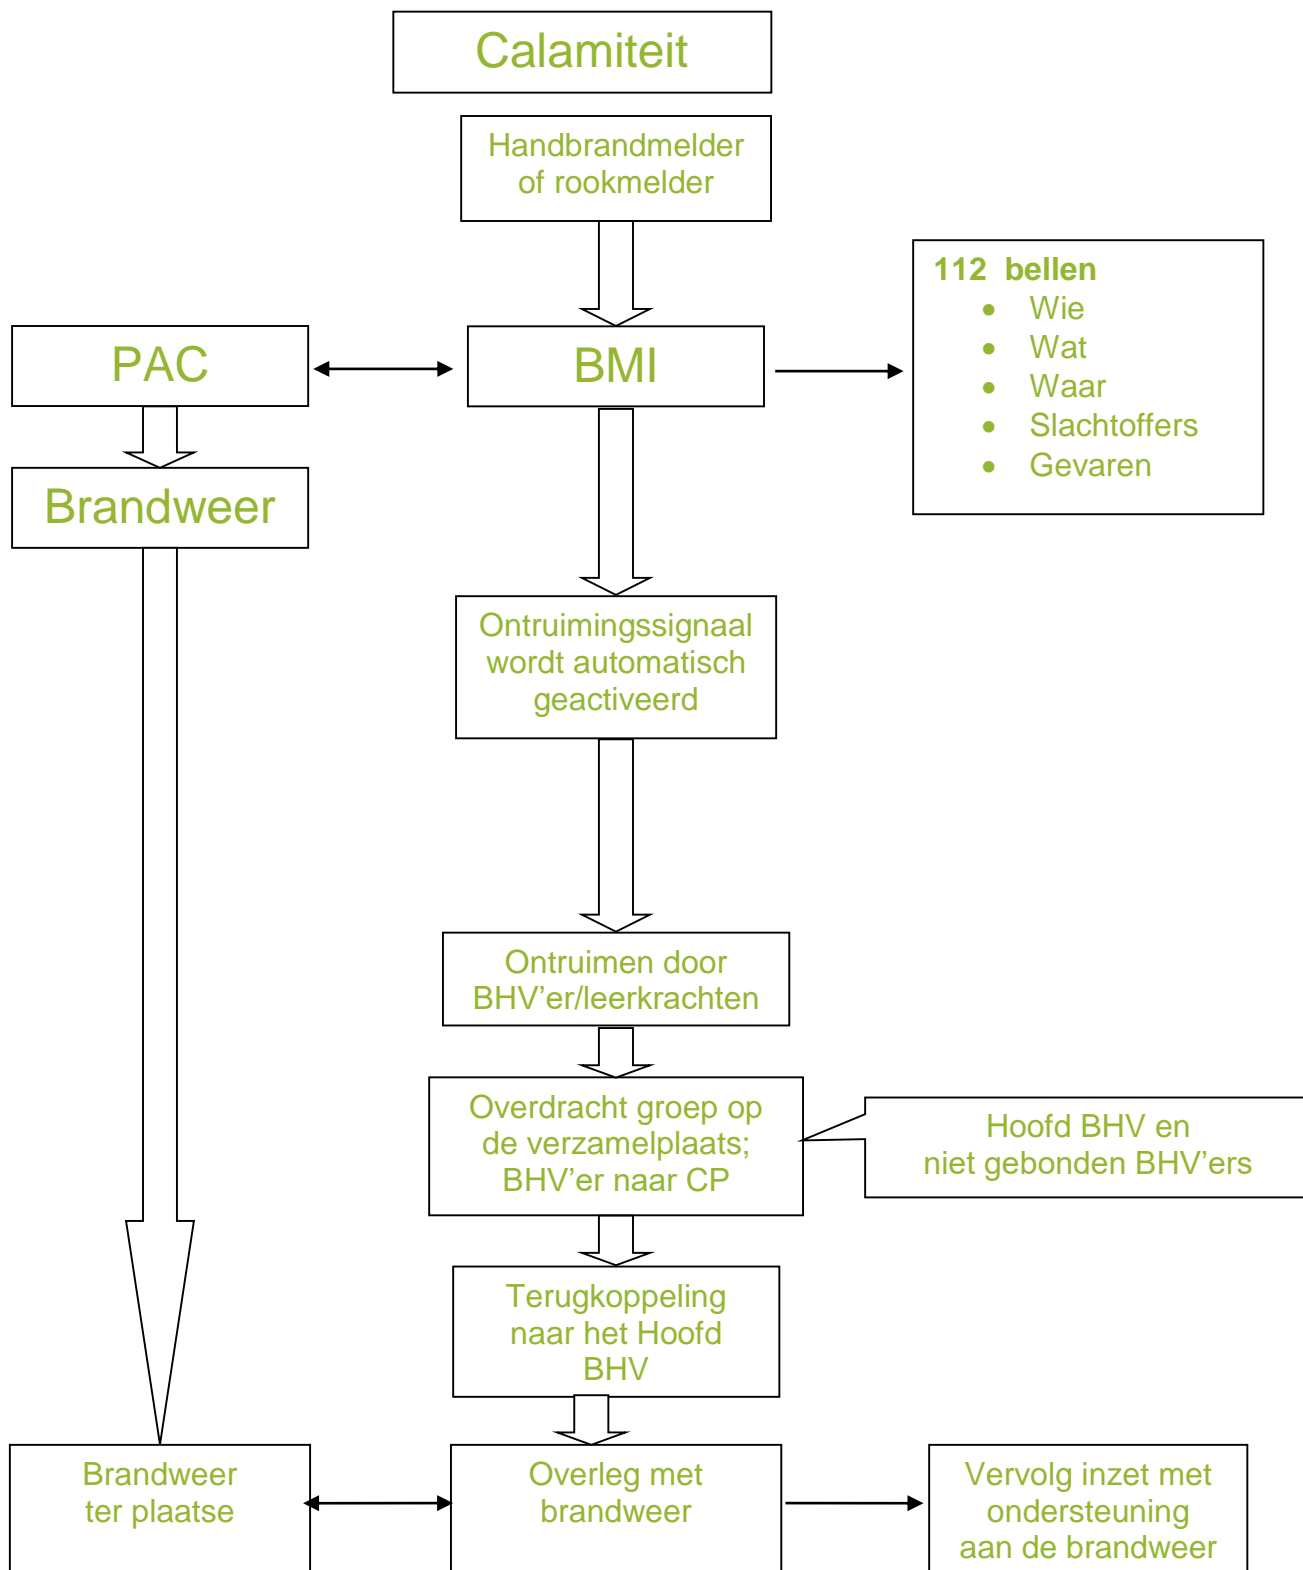 Calamiteit
Handbrandmelder
of rookmelder
112  bellen
• Wie
• Wat
• Waar
• Slachtoffers
• Gevaren
PAC
BMI
Brandweer
Ontruimingssignaal
wordt automatisch
geactiveerd
Ontruimen door
BHV’er/leerkrachten
Overdracht groep op
de verzamelplaats;
BHV’er naar CP
Hoofd BHV en
niet gebonden BHV’ers
Terugkoppeling
naar het Hoofd
BHV
Brandweer
ter plaatse
Overleg met
brandweer
Vervolg inzet met
ondersteuning
aan de brandweer